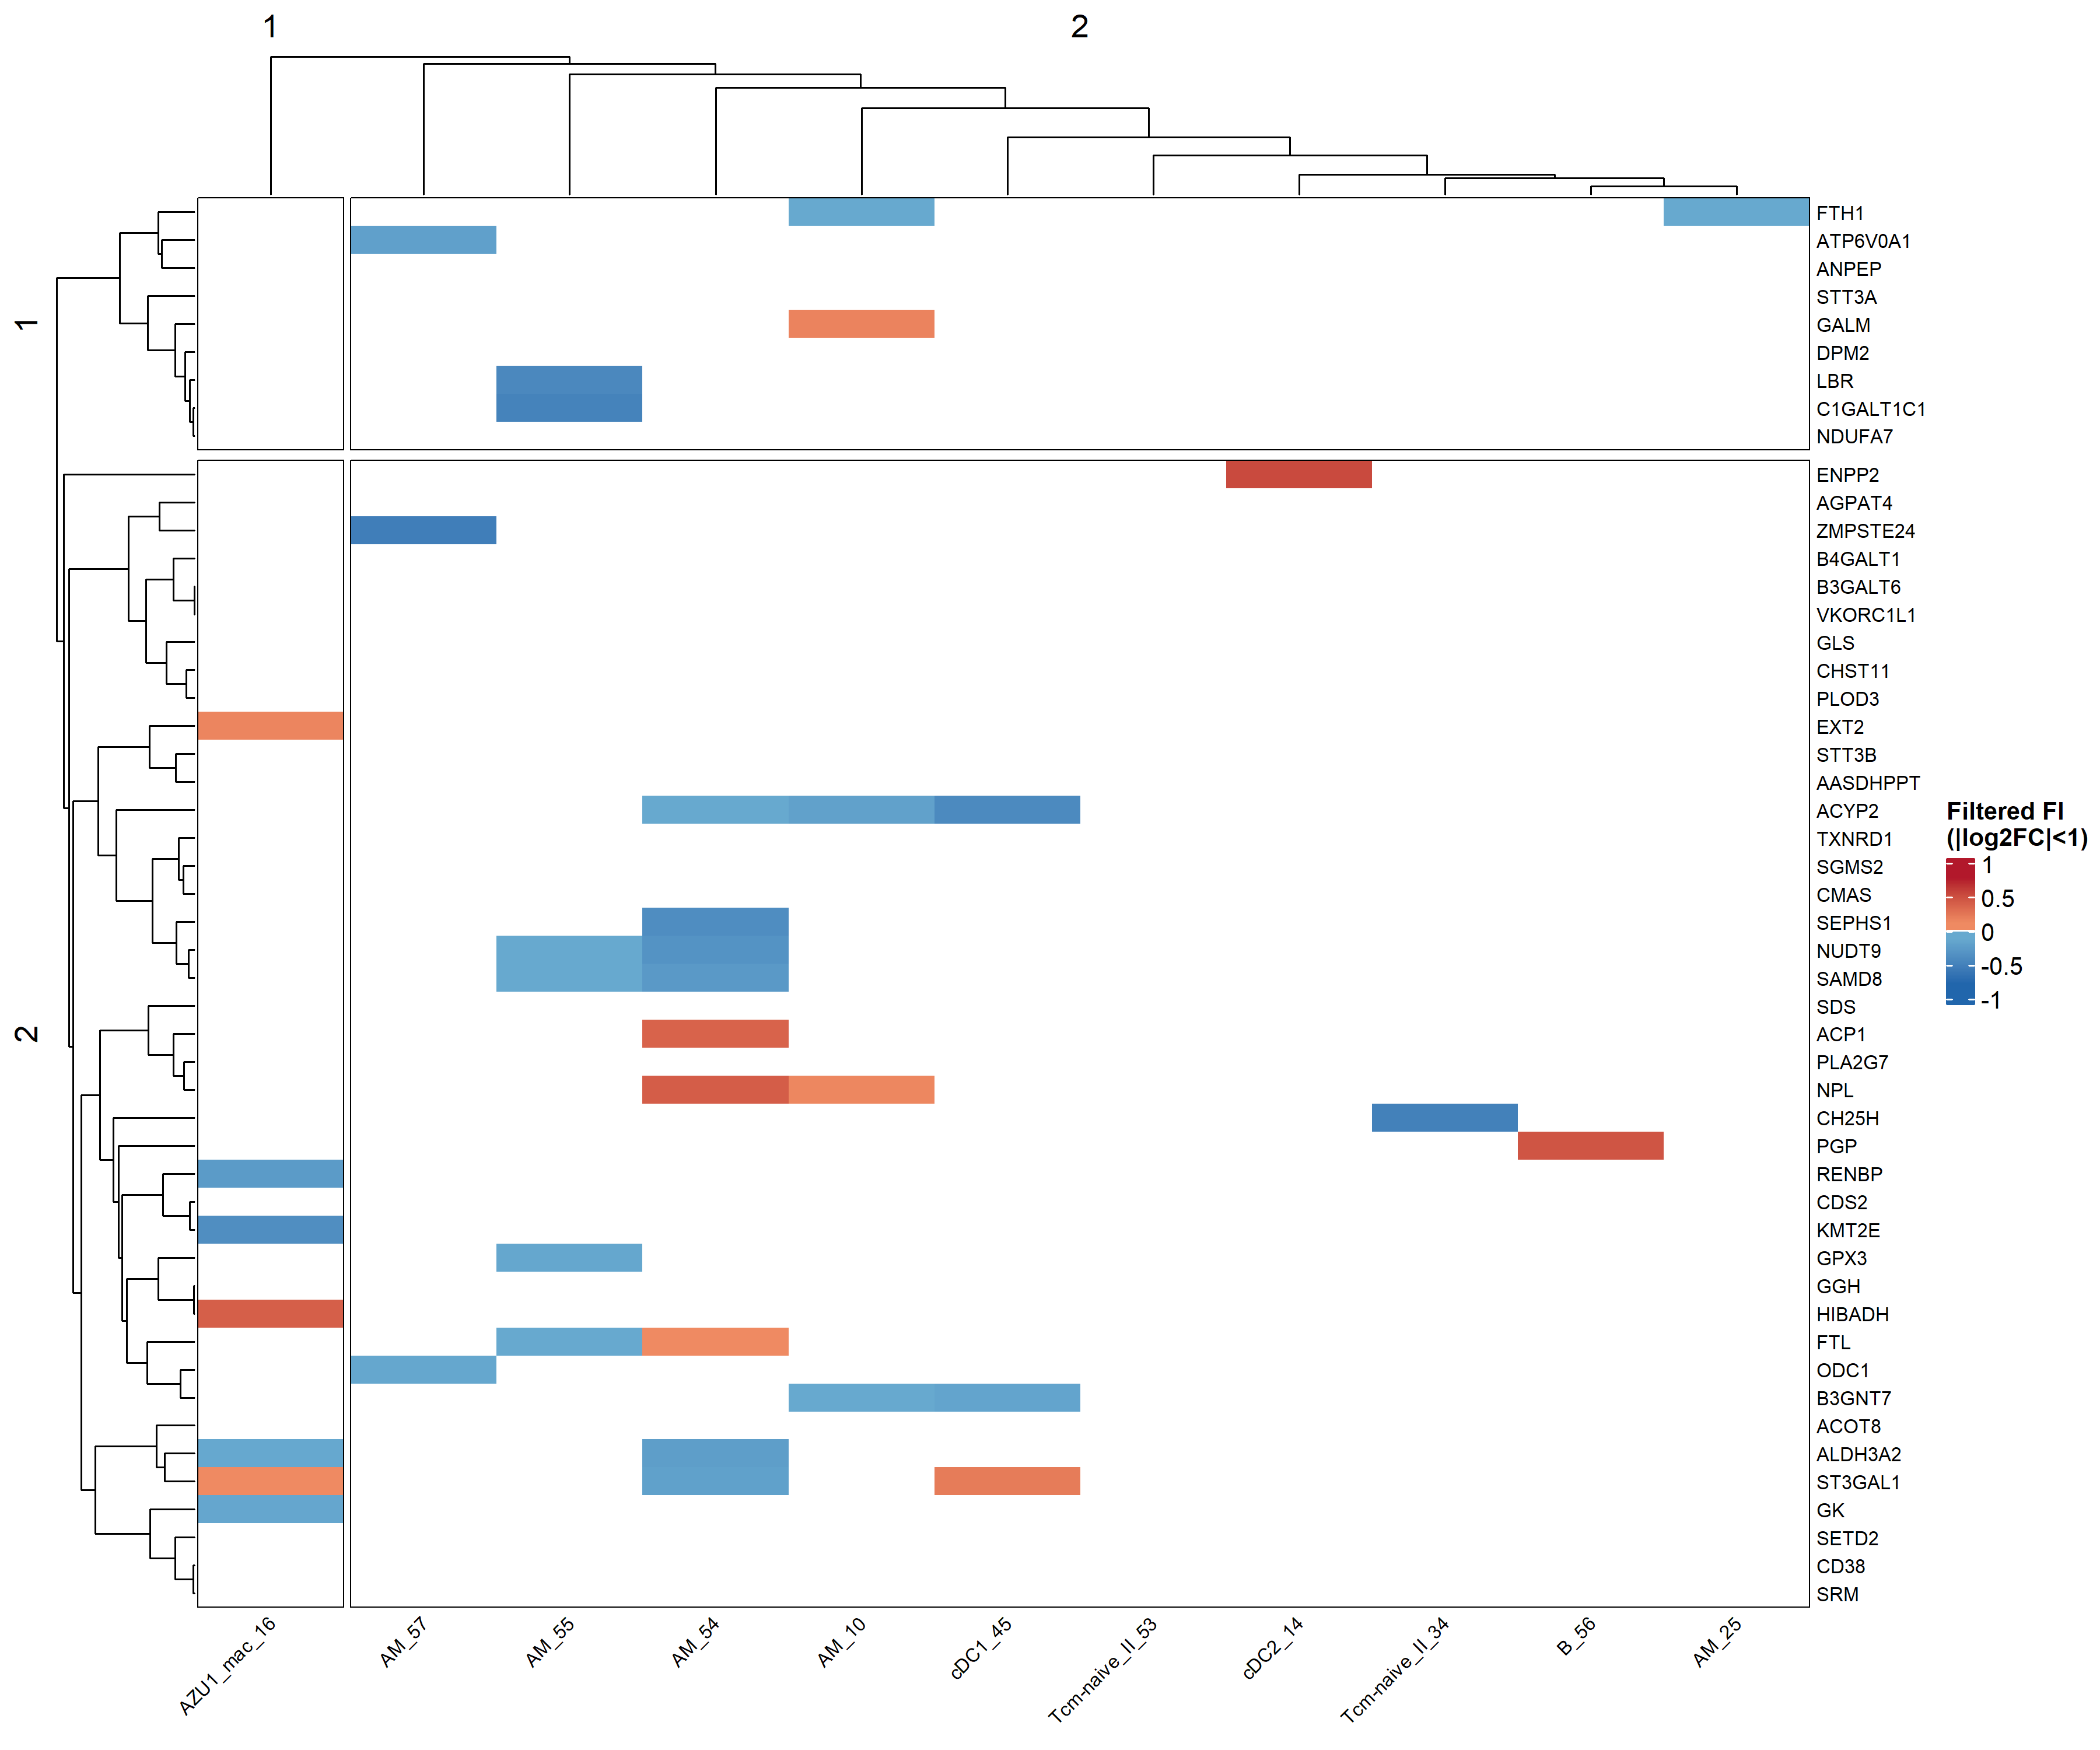 1
2
1
2
FTH1
ATP6V0A1
ANPEP
STT3A
GALM
DPM2
LBR
C1GALT1C1
NDUFA7
ENPP2
AGPAT4
ZMPSTE24
B4GALT1
B3GALT6
VKORC1L1
GLS
CHST11
PLOD3
EXT2
STT3B
AASDHPPT
ACYP2
TXNRD1
SGMS2
CMAS
SEPHS1
NUDT9
SAMD8
SDS
ACP1
PLA2G7
NPL
CH25H
PGP
RENBP
CDS2
KMT2E
GPX3
GGH
HIBADH
FTL
ODC1
B3GNT7
ACOT8
ALDH3A2
ST3GAL1
GK
SETD2
CD38
SRM
AZU1_mac_16
AM_57
AM_55
AM_54
AM_10
cDC1_45
Tcm-naive_II_53
cDC2_14
Tcm-naive_II_34
B_56
AM_25
Filtered FI
(|log2FC|<1)
1
0.5
0
-0.5
-1